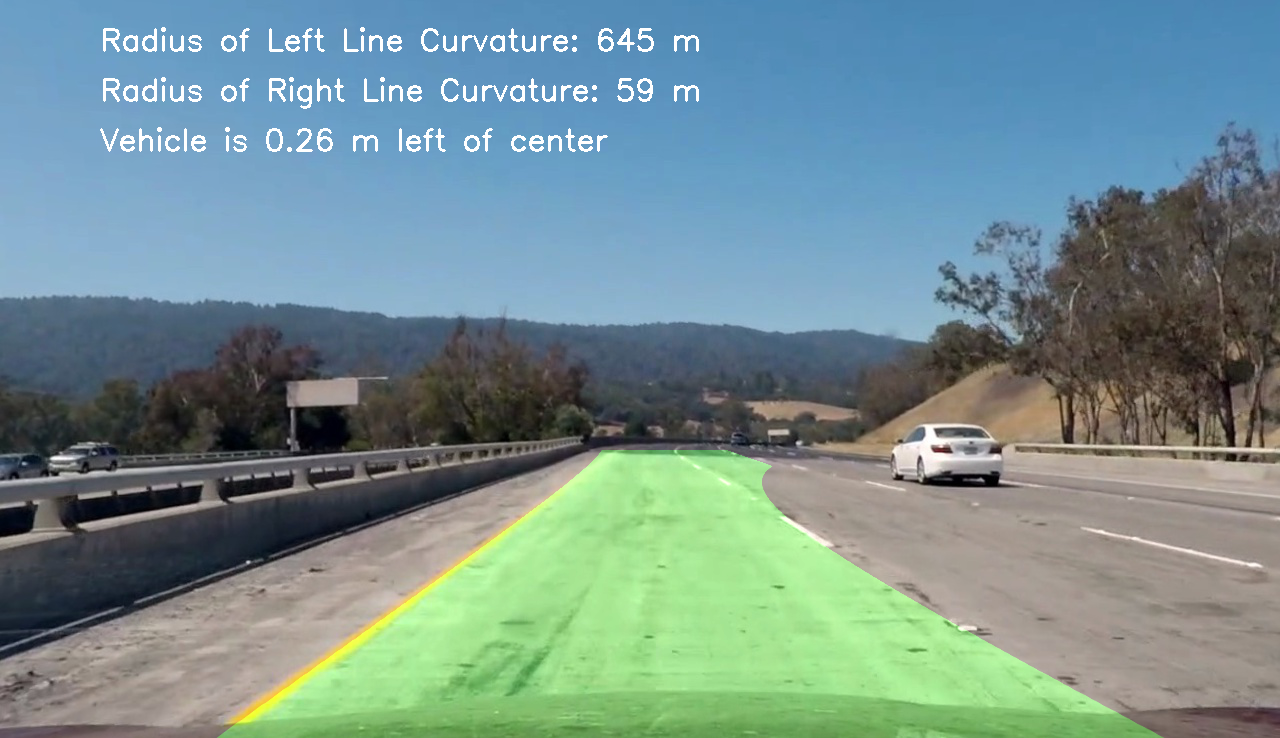 Radius of Left Line Curvature: 645 m
Radius of Right Line Curvature: 59 m
Vehicle is 0.26 m left of center